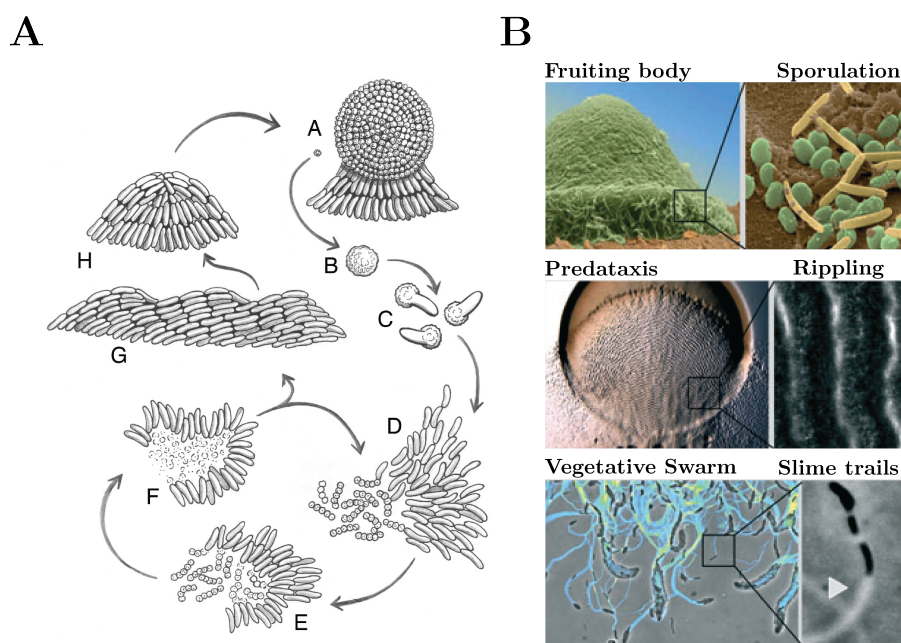 A
B
A
B
C
D
E
F
G
H
Fruiting body
Sporulation
Predataxis
Rippling
Vegetative Swarm
Slime trails